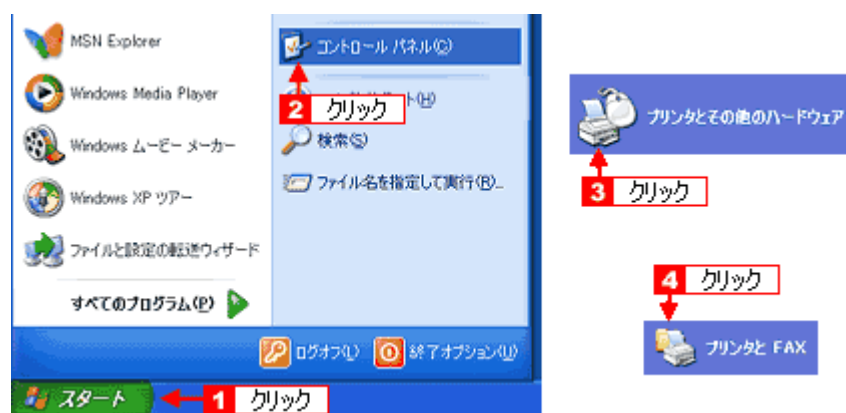 MSN Explorer
Windows Media Player
Windows ムービー メーカー
Windows XP ツアー
ファイルと設定の転送ウィザード
すべてのプログラム(P)
コントロール パネル(C)
2 クリック
ト(H)
検索(S)
ファイル名を指定して実行(R)...
ログオフ(L)
終了オプション(U)
スタート
1 クリック
プリンタとその他のハードウェア
3 クリック
4 クリック
プリンタと FAX